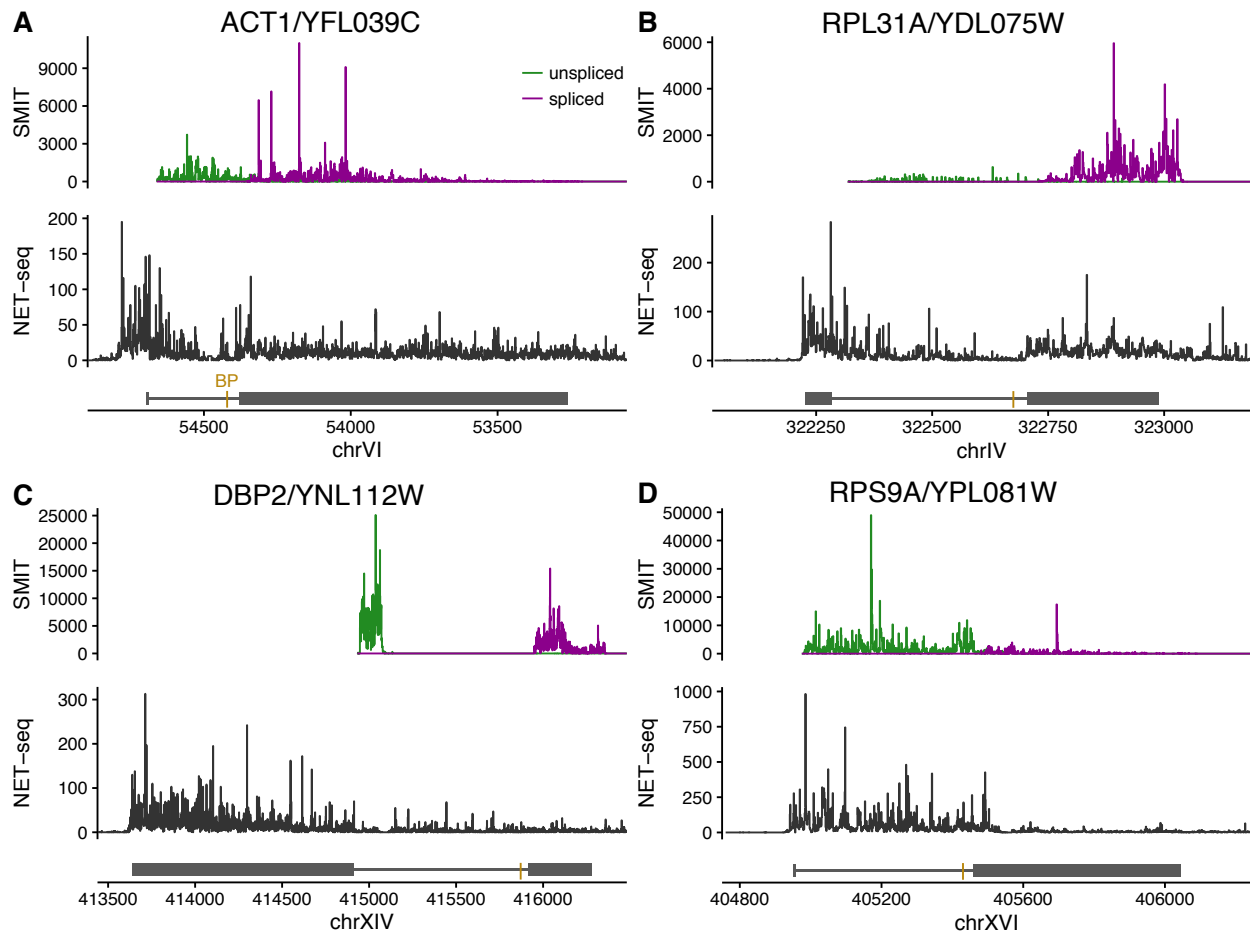 A ACT1/YFL039C
SMIT
9000
6000
3000
0
unspliced
spliced
NET−seq
200
150
100
50
0
BP
54500 54000 53500
chrVI
B RPL31A/YDL075W
SMIT
6000
4000
2000
0
NET−seq
200
100
0
322250 322500 322750 323000
chrIV
C DBP2/YNL112W
SMIT
25000
20000
15000
10000
5000
0
NET−seq
300
200
100
0
413500 414000 414500 415000 415500 416000
chrXIV
D RPS9A/YPL081W
SMIT
50000
40000
30000
20000
10000
0
NET−seq
1000
750
500
250
0
404800 405200 405600 406000
chrXVI